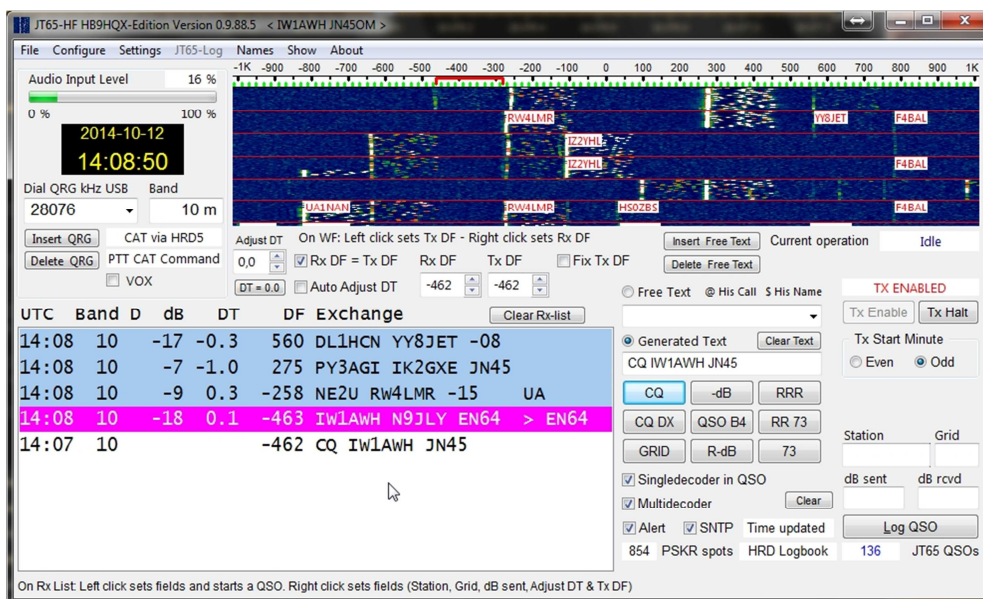 JT65-HF HB9HQX-Edition Version 0.9.88.5 < IW1AWH JN45OM >
File Configure Settings JT65-Log Names Show About
Audio Input Level 16 %
0 % 100 %
2014-10-12
14:08:50
Dial QRG kHz USB Band
28076 10 m
Insert QRG CAT via HRD5
Delete QRG PTT CAT Command
VOX
-1K -900 -800 -700 -600 -500 -400 -300 -200 -100 0 100 200 300 400 500 600 700 800 900 1K
RW4LMR YY8JET F4BAL
IZ2YHL
IZ2YHL F4BAL
UA1NAN RW4LMR HS0ZBS F4BAL
Adjust DT On WF: Left click sets Tx DF - Right click sets Rx DF
0,0 Rx DF = Tx DF Rx DF Tx DF Fix Tx DF
DT = 0.0 Auto Adjust DT -462 -462
Insert Free Text Current operation Idle
Delete Free Text
UTC Band D dB DT DF Exchange Clear Rx-list
14:08 10 -17 -0.3 560 DL1HCN YY8JET -08
14:08 10 -7 -1.0 275 PY3AGI IK2GXE JN45
14:08 10 -9 0.3 -258 NE2U RW4LMR -15 UA
14:08 10 -18 0.1 -463 IW1AWH N9JLY EN64 > EN64
14:07 10 -462 CQ IW1AWH JN45
Free Text @ His Call $ His Name TX ENABLED
Tx Enable Tx Halt
Generated Text Clear Text Tx Start Minute
CQ IW1AWH JN45 Even Odd
CQ -dB RRR
CQ DX QSO B4 RR 73
GRID R-dB 73
Station Grid
Singledecoder in QSO dB sent dB rcvd
Multidecoder Clear
Alert SNTP Time updated Log QSO
854 PSKR spots HRD Logbook 136 JT65 QSOs
On Rx List: Left click sets fields and starts a QSO. Right click sets fields (Station, Grid, dB sent, Adjust DT & Tx DF)